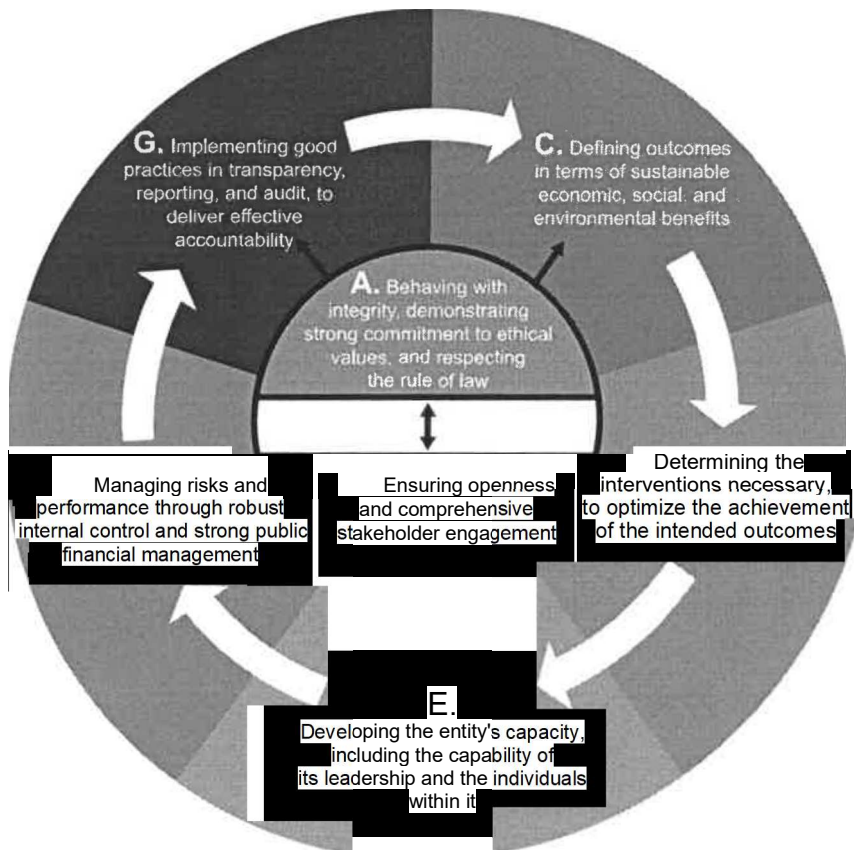 G. Implementing good
practices in transparency,
reporting, and audit, to
deliver effective
accountability
C. Defining outcomes
in terms of sustainable
economic, social, and
environmental benefits
A. Behaving with
integrity, demonstrating
strong commitment to ethical
values, and respecting
the rule of law
Managing risks and
performance through robust
internal control and strong public
financial management
Ensuring openness
and comprehensive
stakeholder engagement
Determining the
interventions necessary,
to optimize the achievement
of the intended outcomes
E.
Developing the entity's capacity,
including the capability of
its leadership and the individuals
within it